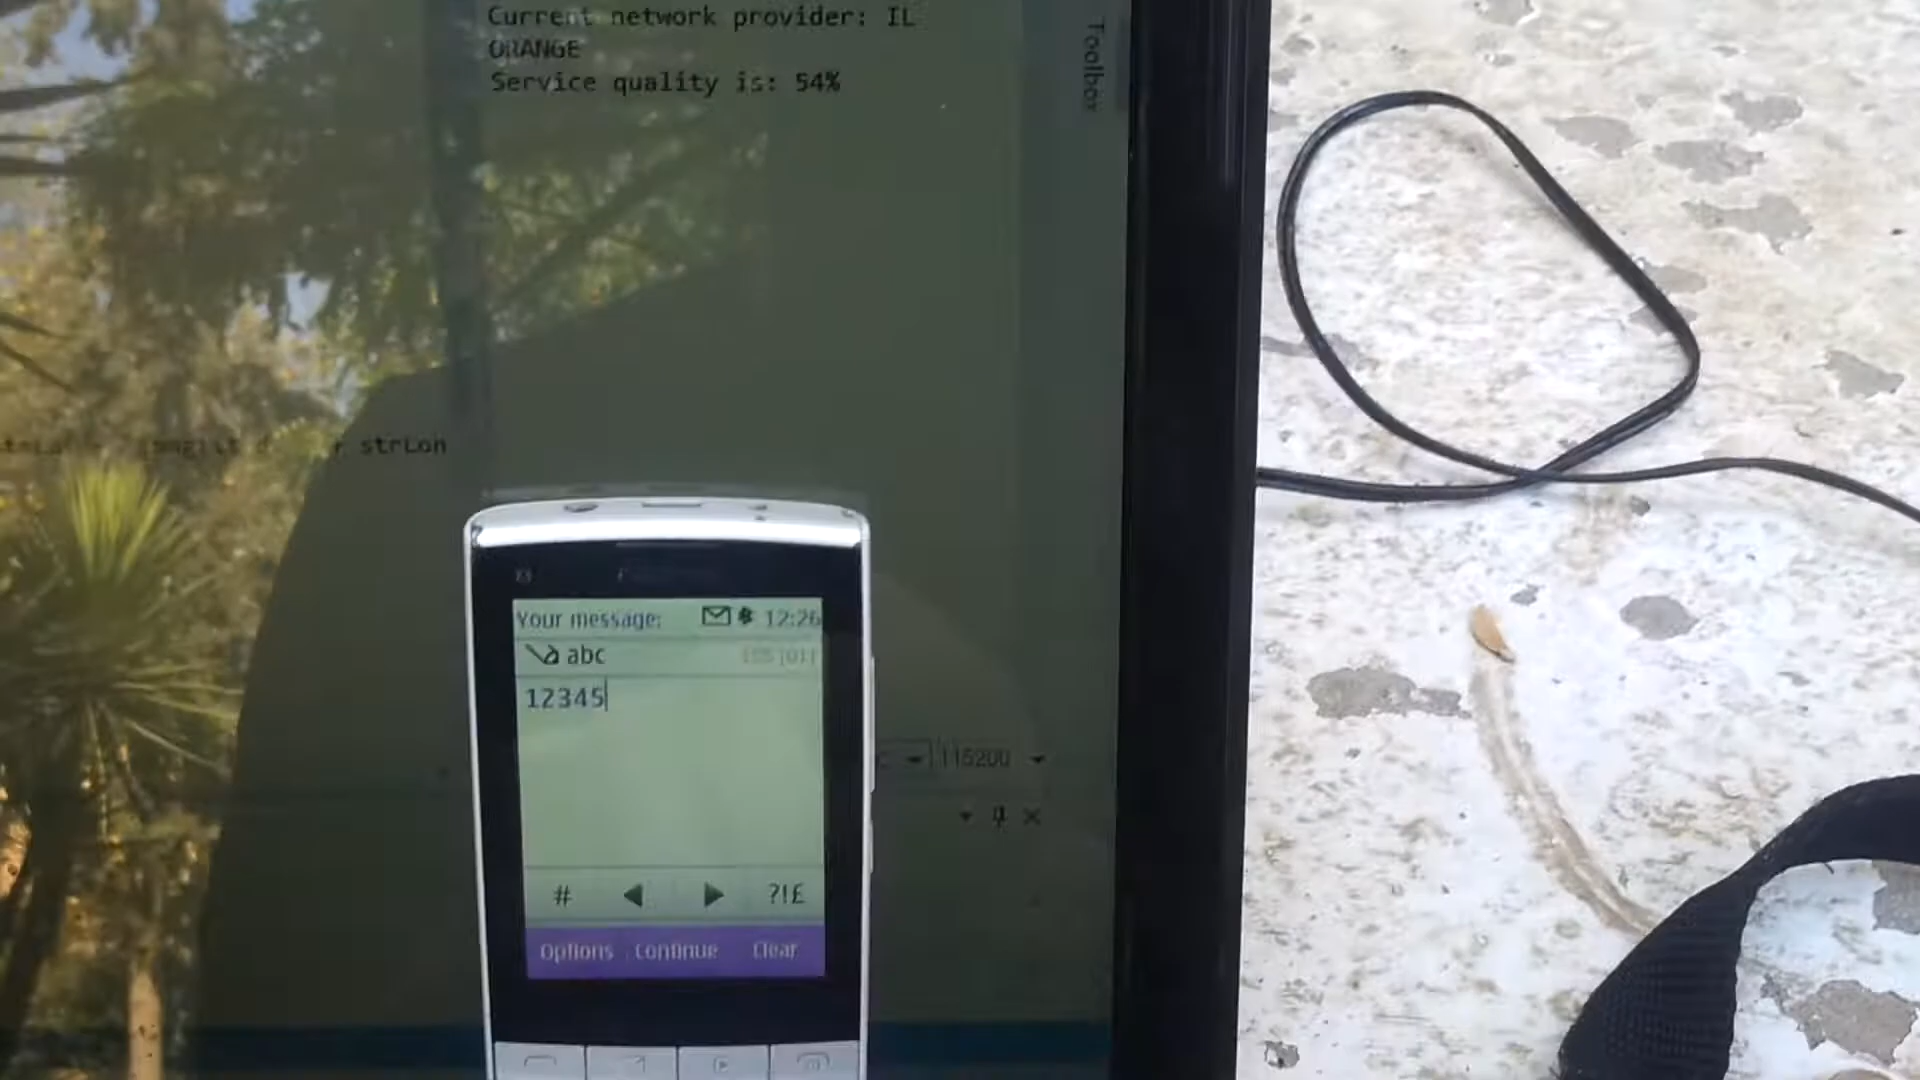 Current network provider: IL
ORANGE
Service quality is: 54%
Toolbox
r strLon
Your message: 12:26
abc
12345
115200
# ?!£
Options Continue Clear